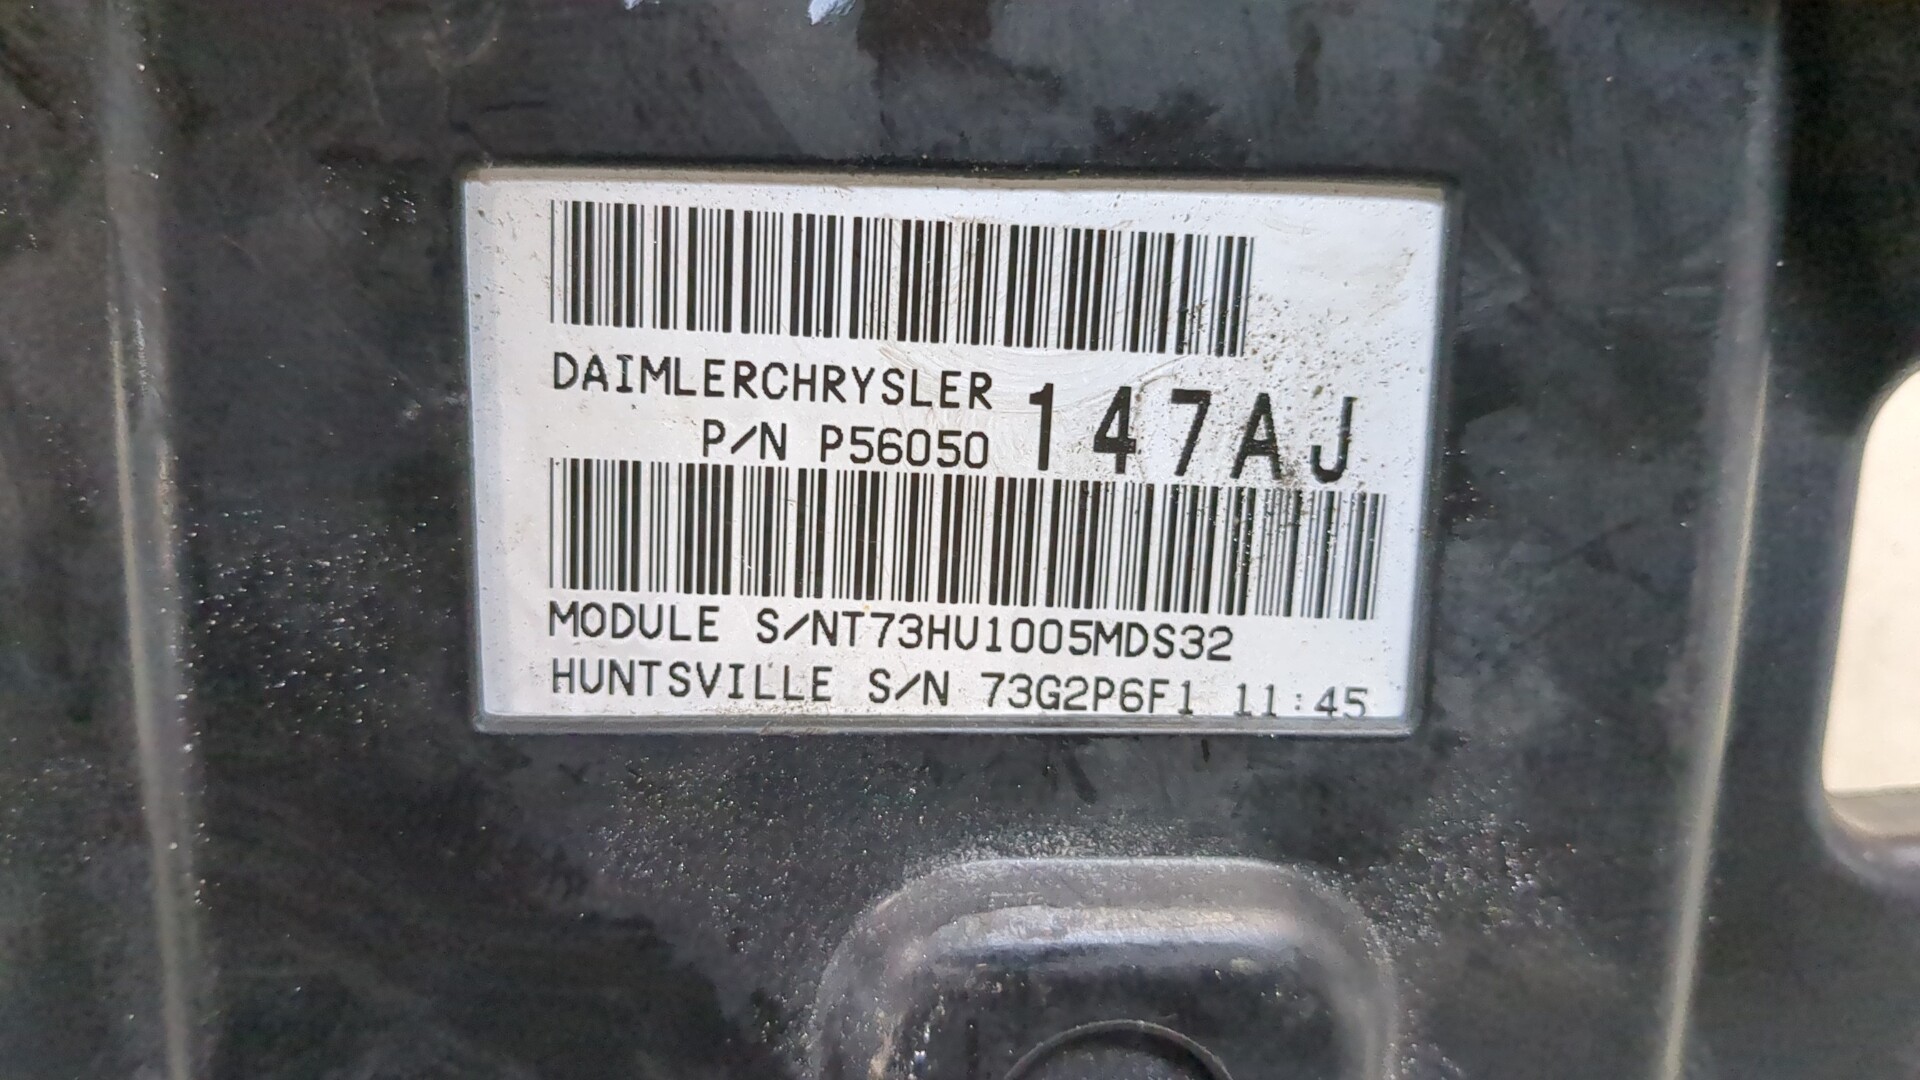 DAIMLERCHRYSLER
P/N P56050 147AJ
MODULE S/NT73HU1005MDS32
HUNTSVILLE S/N 73G2P6F1 11:45